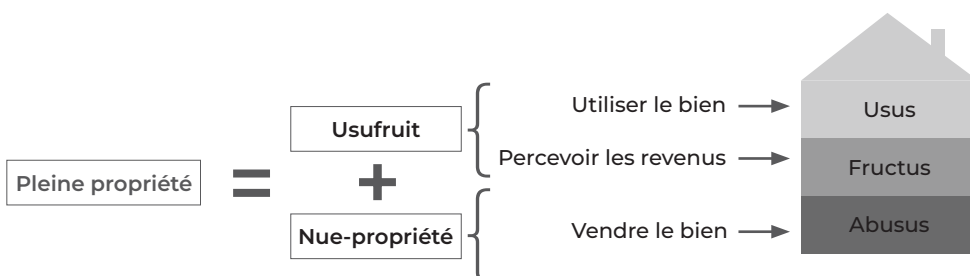 Pleine propriété
=
Usufruit
+
Nue-propriété
Utiliser le bien
Percevoir les revenus
Vendre le bien
Usus
Fructus
Abusus